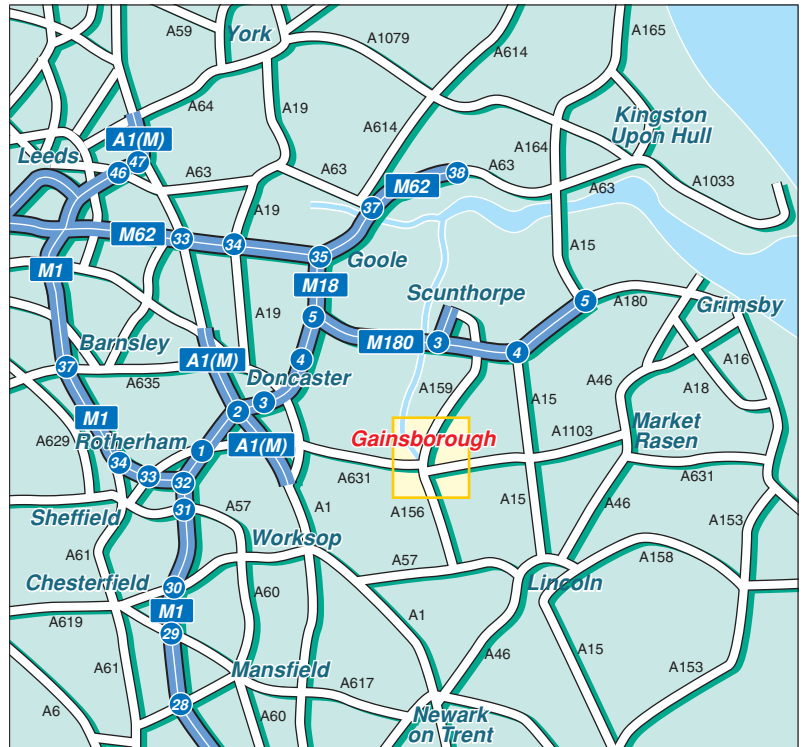 A59
York
A1079
A614
A165
A64
A19
A614
Kingston
Upon Hull
A1(M)
Leeds
47
46
A63
A63
38
A164
A63
M62
A63
A1033
37
A19
M62
33
34
35
Goole
A15
M1
M18
Scunthorpe
5
A180
Grimsby
A19
5
M180
3
4
Barnsley
A1(M)
4
A16
37
A635
Doncaster
A159
A46
A18
3
2
A15
M1
Market
Rasen
A629
Rotherham
A1(M)
Gainsborough
A1103
1
34
33
32
A631
A631
31
A57
A1
A156
A15
A46
Sheffield
A153
Worksop
A61
A57
A158
Chesterfield
30
Lincoln
A60
M1
A619
A1
29
A46
A15
A61
Mansfield
A153
A617
28
A6
A60
Newark
on Trent